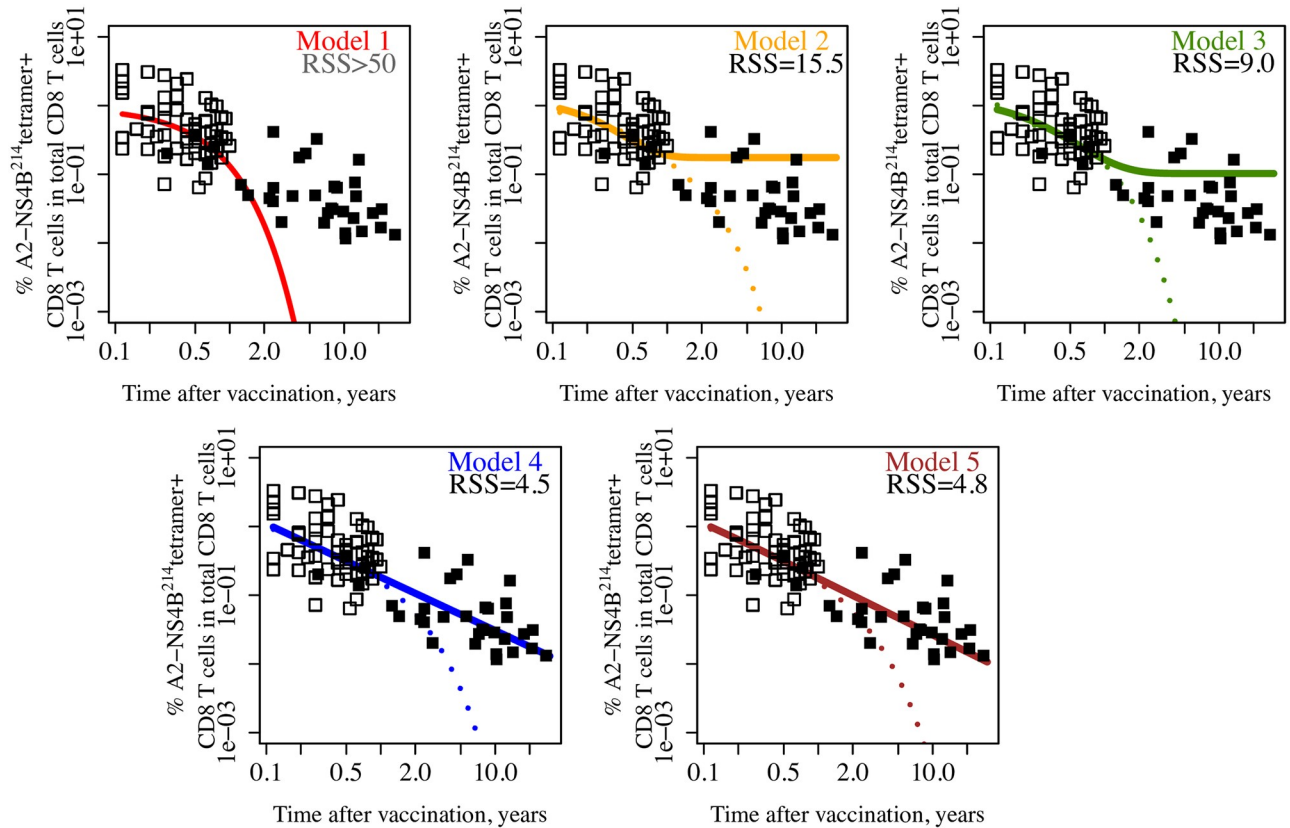 Model 1
RSS>50
% A2−NS4B²¹⁴tetramer+
CD8 T cells in total CD8 T cells
1e+01
1e−01
1e−03
0.1 0.5 2.0 10.0
Time after vaccination, years
Model 2
RSS=15.5
% A2−NS4B²¹⁴tetramer+
CD8 T cells in total CD8 T cells
1e+01
1e−01
1e−03
0.1 0.5 2.0 10.0
Time after vaccination, years
Model 3
RSS=9.0
% A2−NS4B²¹⁴tetramer+
CD8 T cells in total CD8 T cells
1e+01
1e−01
1e−03
0.1 0.5 2.0 10.0
Time after vaccination, years
Model 4
RSS=4.5
% A2−NS4B²¹⁴tetramer+
CD8 T cells in total CD8 T cells
1e+01
1e−01
1e−03
0.1 0.5 2.0 10.0
Time after vaccination, years
Model 5
RSS=4.8
% A2−NS4B²¹⁴tetramer+
CD8 T cells in total CD8 T cells
1e+01
1e−01
1e−03
0.1 0.5 2.0 10.0
Time after vaccination, years